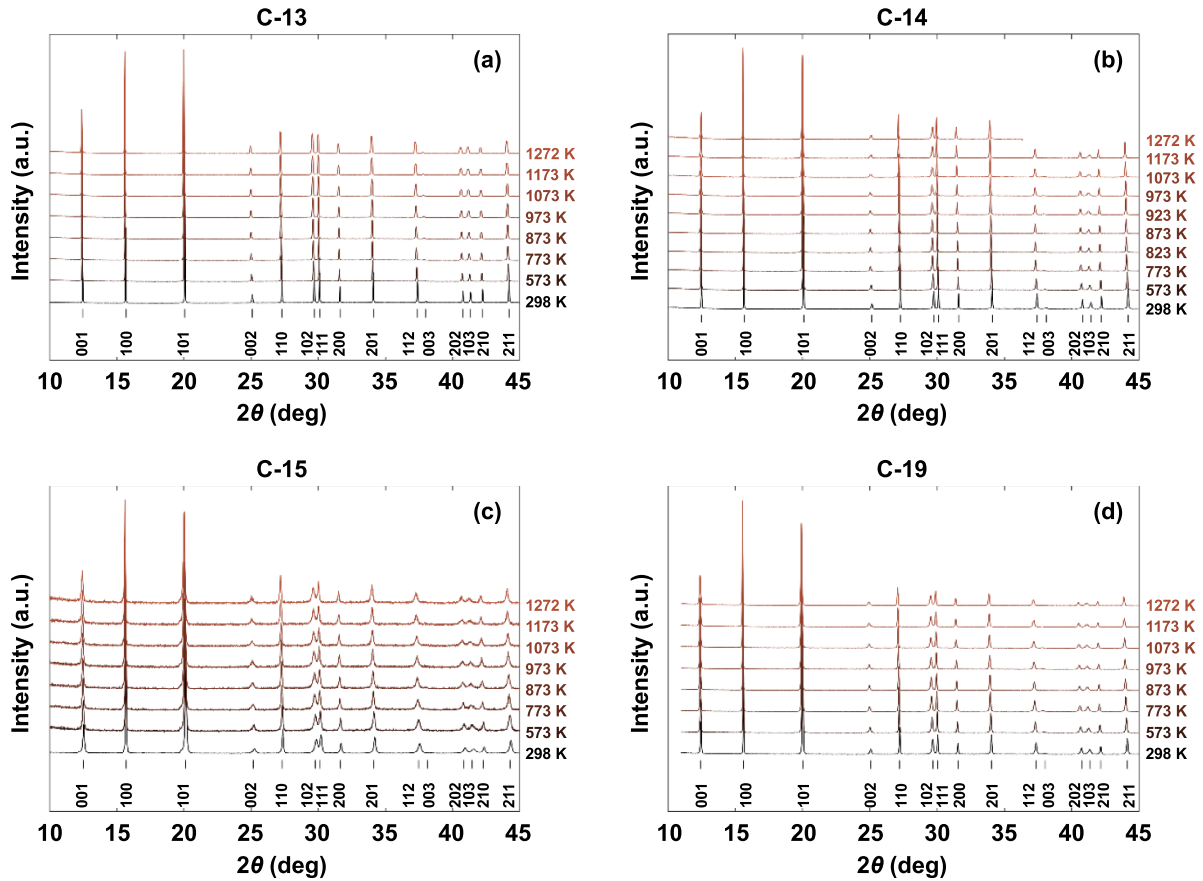 C-13
(a)
Intensity (a.u.)
1272 K
1173 K
1073 K
973 K
873 K
773 K
573 K
298 K
001 100 101 002 110 102 111 200 201 112 003 202 103 210 211
10 15 20 25 30 35 40 45
2θ (deg)
C-14
(b)
Intensity (a.u.)
1272 K
1173 K
1073 K
973 K
923 K
873 K
823 K
773 K
573 K
298 K
001 100 101 002 110 102 111 200 201 112 003 202 103 210 211
10 15 20 25 30 35 40 45
2θ (deg)
C-15
(c)
Intensity (a.u.)
1272 K
1173 K
1073 K
973 K
873 K
773 K
573 K
298 K
001 100 101 002 110 102 111 200 201 112 003 202 103 210 211
10 15 20 25 30 35 40 45
2θ (deg)
C-19
(d)
Intensity (a.u.)
1272 K
1173 K
1073 K
973 K
873 K
773 K
573 K
298 K
001 100 101 002 110 102 111 200 201 112 003 202 103 210 211
10 15 20 25 30 35 40 45
2θ (deg)